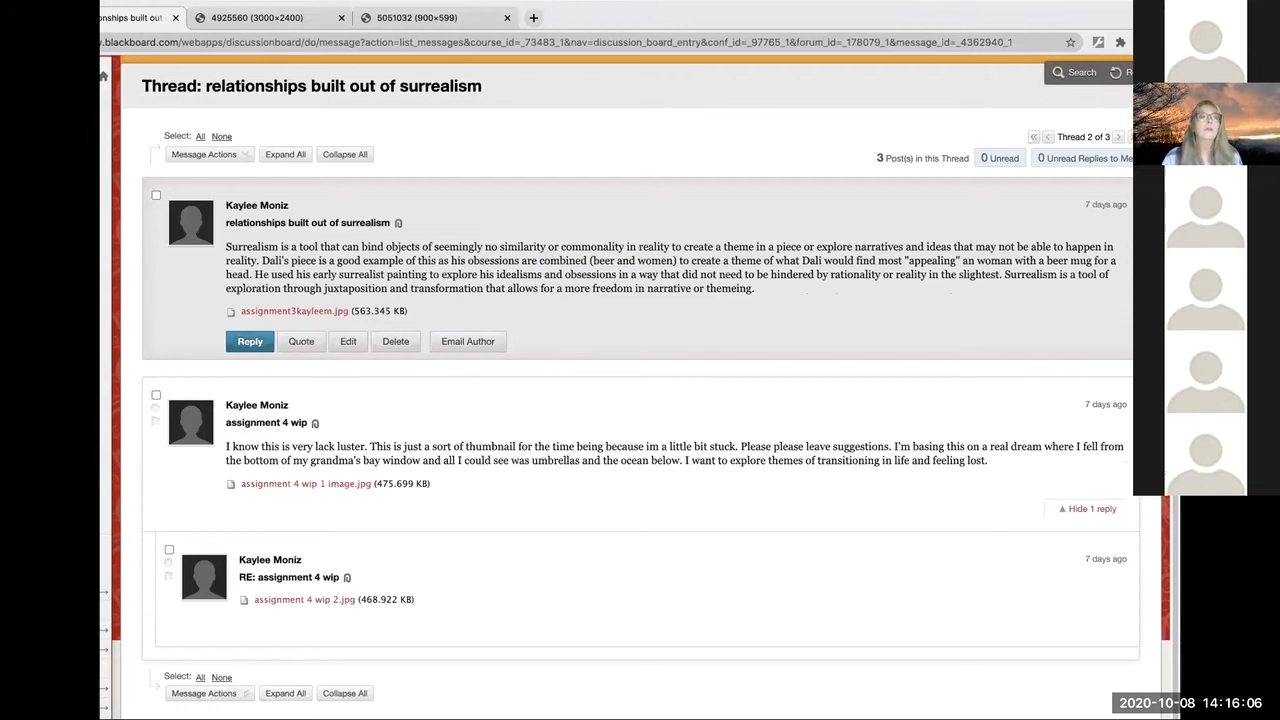 onships built out
4925560 (3000×2400)
5051032 (900×599)
.blackboard.com/webapps/discussionboard/do/message?action=list_messages&course_id=_73483_1&nav=discussion_board_entry&conf_id=_97765_1&forum_id=_178079_1&message_id=_4362940_1
Thread: relationships built out of surrealism
Search
Select: All None
Message Actions Expand All Collapse All
Thread 2 of 3
3 Post(s) in this Thread 0 Unread 0 Unread Replies to Me
Kaylee Moniz
7 days ago
relationships built out of surrealism
Surrealism is a tool that can bind objects of seemingly no similarity or commonality in reality to create a theme in a piece or explore narratives and ideas that may not be able to happen in
reality. Dali's piece is a good example of this as his obsessions are combined (beer and women) to create a theme of what Dali would find most "appealing" an woman with a beer mug for a
head. He used his early surrealist painting to explore his idealisms and obsessions in a way that did not need to be hindered by rationality or reality in the slightest. Surrealism is a tool of
exploration through juxtaposition and transformation that allows for a more freedom in narrative or themeing.
assignment3kayleem.jpg (563.345 KB)
Reply Quote Edit Delete Email Author
Kaylee Moniz
7 days ago
assignment 4 wip
I know this is very lack luster. This is just a sort of thumbnail for the time being because im a little bit stuck. Please please leave suggestions. I'm basing this on a real dream where I fell from
the bottom of my grandma's bay window and all I could see was umbrellas and the ocean below. I want to explore themes of transitioning in life and feeling lost.
assignment 4 wip 1 image.jpg (475.699 KB)
Hide 1 reply
Kaylee Moniz
7 days ago
RE: assignment 4 wip
assignment 4 wip 2.jpg (468.922 KB)
Select: All None
Message Actions Expand All Collapse All
2020-10-08 14:16:06